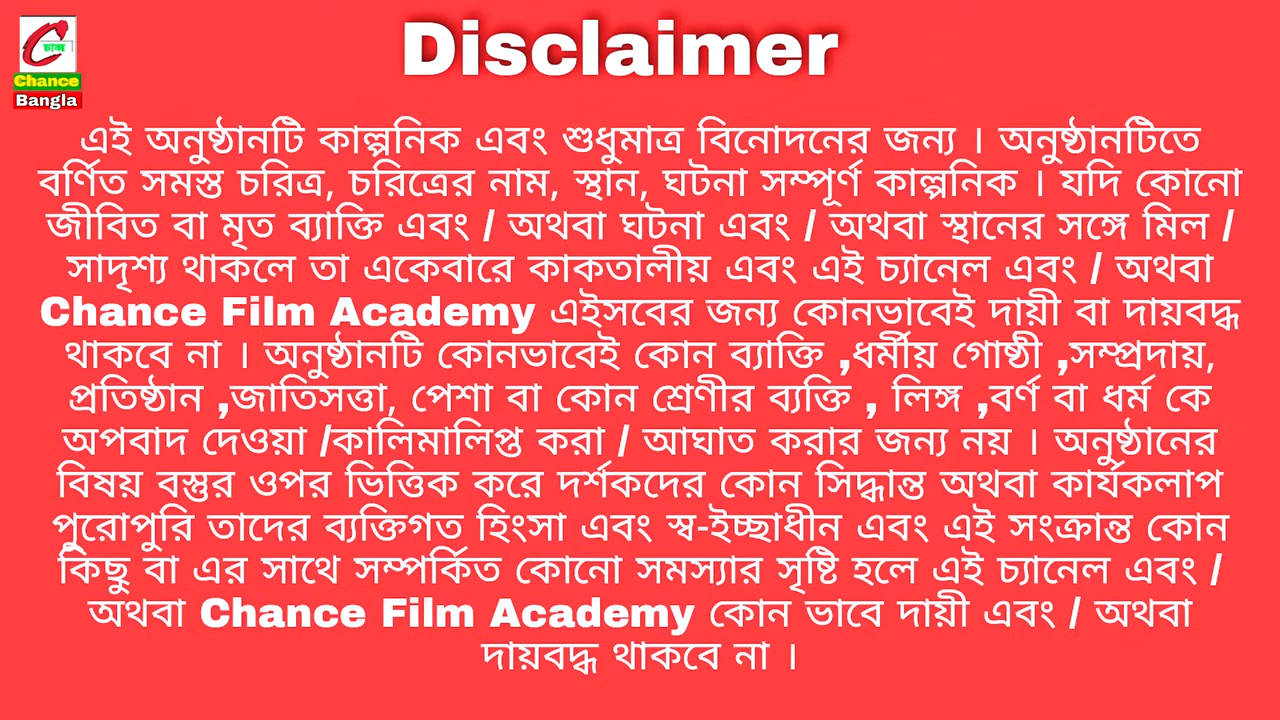 Disclaimer
চান্স
Chance
Bangla
এই অনুষ্ঠানটি কাল্পনিক এবং শুধুমাত্র বিনোদনের জন্য । অনুষ্ঠানটিতে
বর্ণিত সমস্ত চরিত্র, চরিত্রের নাম, স্থান, ঘটনা সম্পূর্ণ কাল্পনিক । যদি কোনো
জীবিত বা মৃত ব্যাক্তি এবং / অথবা ঘটনা এবং / অথবা স্থানের সঙ্গে মিল /
সাদৃশ্য থাকলে তা একেবারে কাকতালীয় এবং এই চ্যানেল এবং / অথবা
Chance Film Academy এইসবের জন্য কোনভাবেই দায়ী বা দায়বদ্ধ
থাকবে না । অনুষ্ঠানটি কোনভাবেই কোন ব্যাক্তি ,ধর্মীয় গোষ্ঠী ,সম্প্রদায়,
প্রতিষ্ঠান ,জাতিসত্তা, পেশা বা কোন শ্রেণীর ব্যক্তি , লিঙ্গ ,বর্ণ বা ধর্ম কে
অপবাদ দেওয়া /কালিমালিপ্ত করা / আঘাত করার জন্য নয় । অনুষ্ঠানের
বিষয় বস্তুর ওপর ভিত্তিক করে দর্শকদের কোন সিদ্ধান্ত অথবা কার্যকলাপ
পুরোপুরি তাদের ব্যক্তিগত হিংসা এবং স্ব-ইচ্ছাধীন এবং এই সংক্রান্ত কোন
কিছু বা এর সাথে সম্পর্কিত কোনো সমস্যার সৃষ্টি হলে এই চ্যানেল এবং /
অথবা Chance Film Academy কোন ভাবে দায়ী এবং / অথবা
দায়বদ্ধ থাকবে না ।